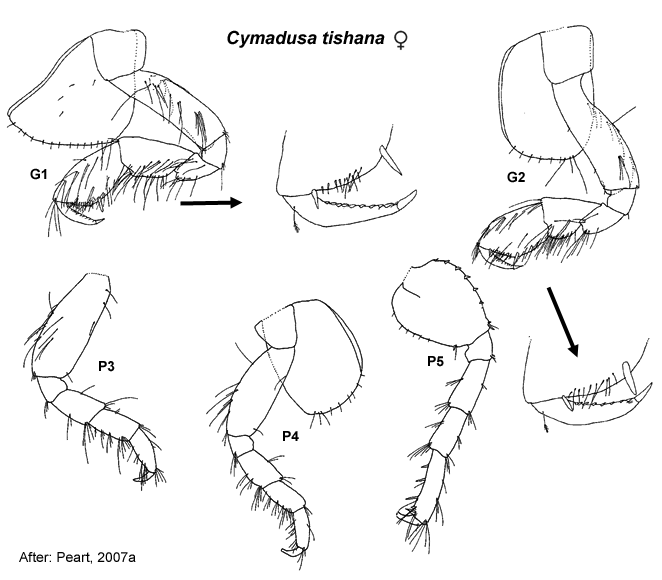 Cymadusa tishana ♀
G1
G2
P3
P4
P5
After: Peart, 2007a